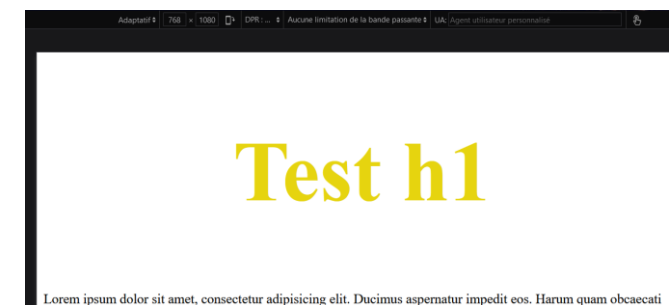 Adaptatif 768 × 1080 DPR : ... Aucune limitation de la bande passante UA: Agent utilisateur personnalisé
Test h1
Lorem ipsum dolor sit amet, consectetur adipisicing elit. Ducimus aspernatur impedit eos. Harum quam obcaecati